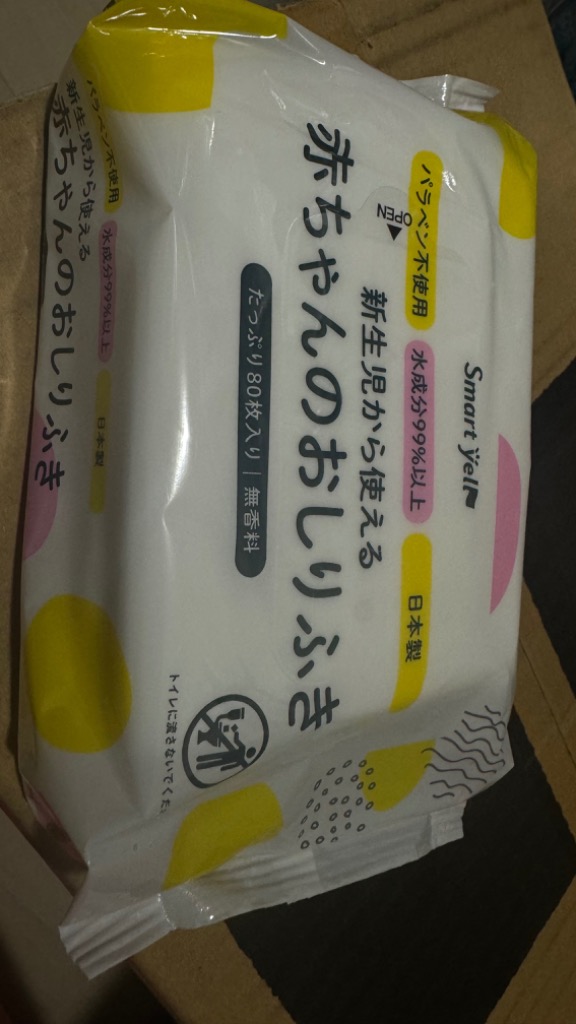 Smart Yell
パラベン不使用 水成分99%以上 日本製
OPEN
新生児から使える
赤ちゃんのおしりふき
たっぷり80枚入り|無香料
トイレに流さないでくだ
パラベン不使用 水成分99%以上 日本製
新生児から使える
赤ちゃんのおしりふき